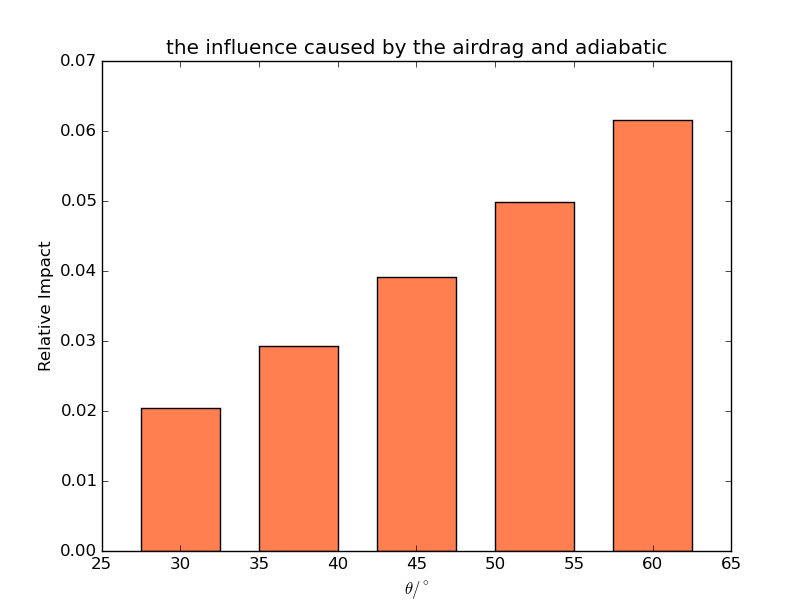 the influence caused by the airdrag and adiabatic
0.07
0.06
0.05
0.04
0.03
0.02
0.01
0.00
Relative Impact
25 30 35 40 45 50 55 60 65
θ/°